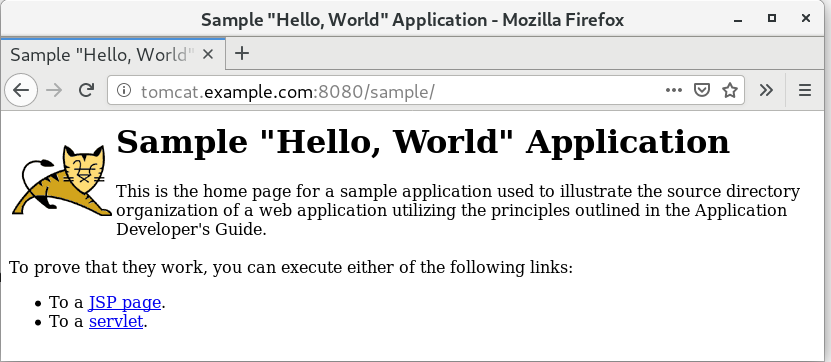 Sample "Hello, World" Application - Mozilla Firefox
Sample "Hello, World"
tomcat.example.com:8080/sample/
Sample "Hello, World" Application
This is the home page for a sample application used to illustrate the source directory
organization of a web application utilizing the principles outlined in the Application
Developer's Guide.
To prove that they work, you can execute either of the following links:
• To a JSP page.
• To a servlet.